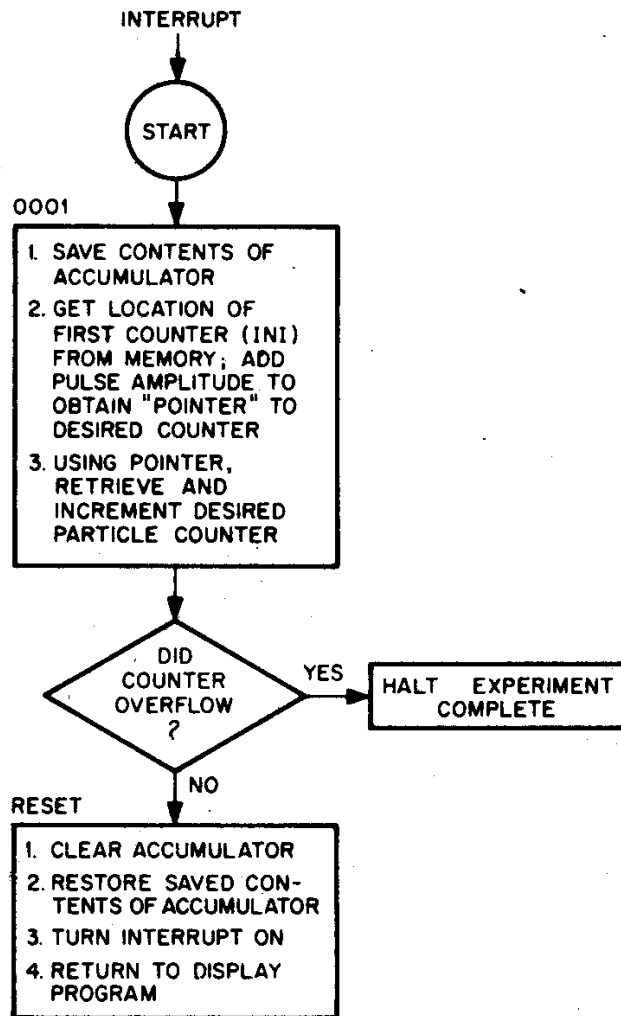 INTERRUPT
START
0001
1. SAVE CONTENTS OF
ACCUMULATOR
2. GET LOCATION OF
FIRST COUNTER (INI)
FROM MEMORY; ADD
PULSE AMPLITUDE TO
OBTAIN "POINTER" TO
DESIRED COUNTER
3. USING POINTER,
RETRIEVE AND
INCREMENT DESIRED
PARTICLE COUNTER
DID
COUNTER
OVERFLOW
?
YES
HALT EXPERIMENT
COMPLETE
NO
RESET
1. CLEAR ACCUMULATOR
2. RESTORE SAVED CON-
TENTS OF ACCUMULATOR
3. TURN INTERRUPT ON
4. RETURN TO DISPLAY
PROGRAM